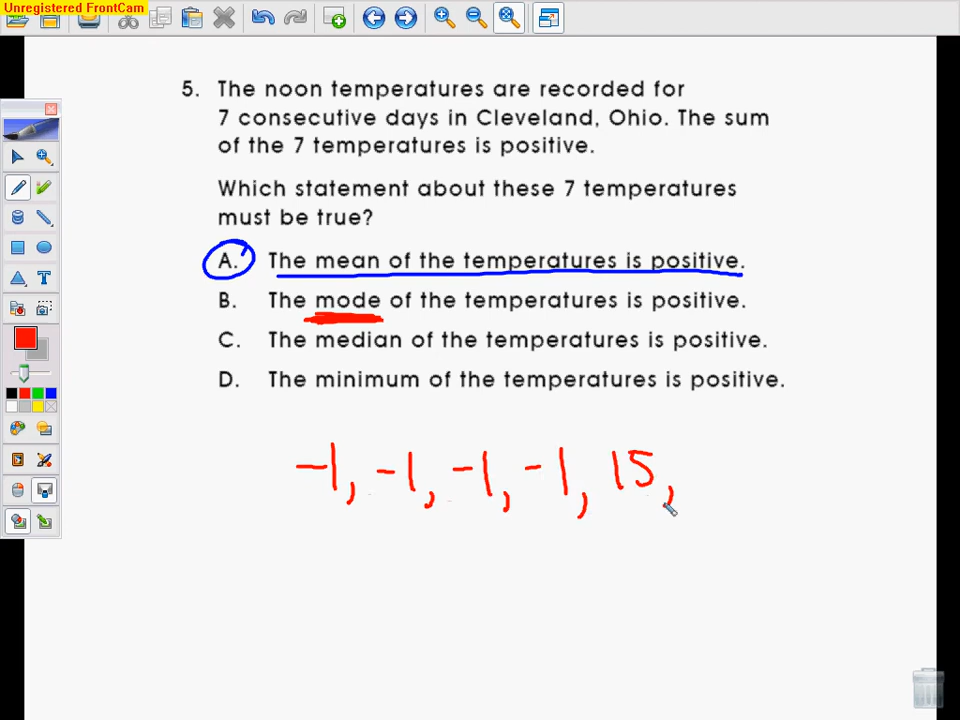 Unregistered FrontCam
5. The noon temperatures are recorded for
7 consecutive days in Cleveland, Ohio. The sum
of the 7 temperatures is positive.
Which statement about these 7 temperatures
must be true?
A. The mean of the temperatures is positive.
B. The mode of the temperatures is positive.
C. The median of the temperatures is positive.
D. The minimum of the temperatures is positive.
-1, -1, -1, -1, 15,